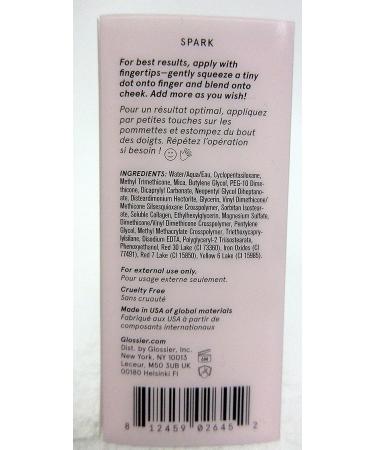 SPARK
For best results, apply with
fingertips—gently squeeze a tiny
dot onto finger and blend onto
cheek. Add more as you wish!
Pour un résultat optimal, appliquez
par petites touches sur les
pommettes et estompez du bout
des doigts. Répétez l'opération
si besoin !
INGREDIENTS: Water/Aqua/Eau, Cyclopentasiloxane,
Methyl Trimethicone, Mica, Butylene Glycol, PEG-10 Dime-
thicone, Dicaprylyl Carbonate, Neopentyl Glycol Diheptano-
ate, Disteardimonium Hectorite, Glycerin, Vinyl Dimethicone/
Methicone Silsesquioxane Crosspolymer, Sorbitan Isostear-
ate, Soluble Collagen, Ethylhexylglycerin, Magnesium Sulfate,
Dimethicone/Vinyl Dimethicone Crosspolymer, Pentylene
Glycol, Methyl Methacrylate Crosspolymer, Triethoxycapry-
lylsilane, Disodium EDTA, Polyglyceryl-2 Triisostearate,
Phenoxyethanol, Red 30 Lake (CI 73360), Iron Oxides (CI
77491), Red 7 Lake (CI 15850), Yellow 6 Lake (CI 15985).
For external use only.
Pour usage externe seulement.
Cruelty Free
Sans cruauté
Made in USA of global materials
Fabriqué aux USA à partir de
composants internationaux
Glossier.com
Dist. by Glossier, Inc.
New York, NY 10013
Leceur, M50 3UB UK
00180 Helsinki FI
8 12459 02645 2